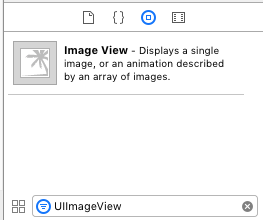 {}
Image View - Displays a single
image, or an animation described
by an array of images.
UIImageView